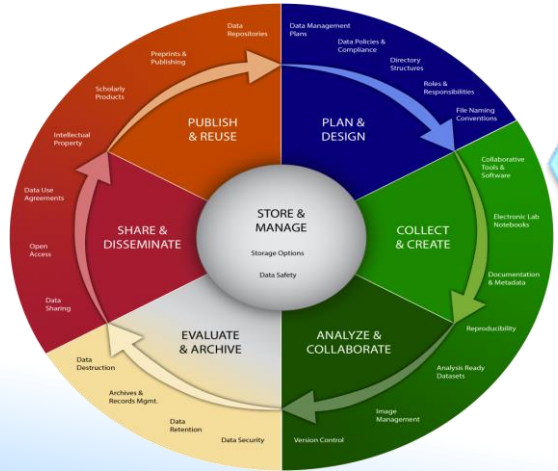 Data
Repositories
Preprints &
Publishing
Scholarly
Products
Intellectual
Property
PUBLISH
& REUSE
Data Management
Plans
Data Policies &
Compliance
Directory
Structures
Roles &
Responsibilities
File Naming
Conventions
PLAN &
DESIGN
Collaborative
Tools &
Software
Electronic Lab
Notebooks
Documentation
& Metadata
Reproducibility
COLLECT
& CREATE
Analysis Ready
Datasets
Image
Management
Version Control
ANALYZE &
COLLABORATE
Data Security
Data
Retention
Archives &
Records Mgmt.
Data
Destruction
EVALUATE
& ARCHIVE
Data
Sharing
Open
Access
Data Use
Agreements
SHARE &
DISSEMINATE
STORE &
MANAGE
Storage Options
Data Safety